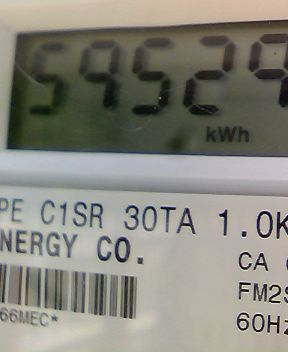 59529
kWh
PE C1SR 30TA 1.0K
NERGY CO.
CA
FM2S
66MEC*
60Hz